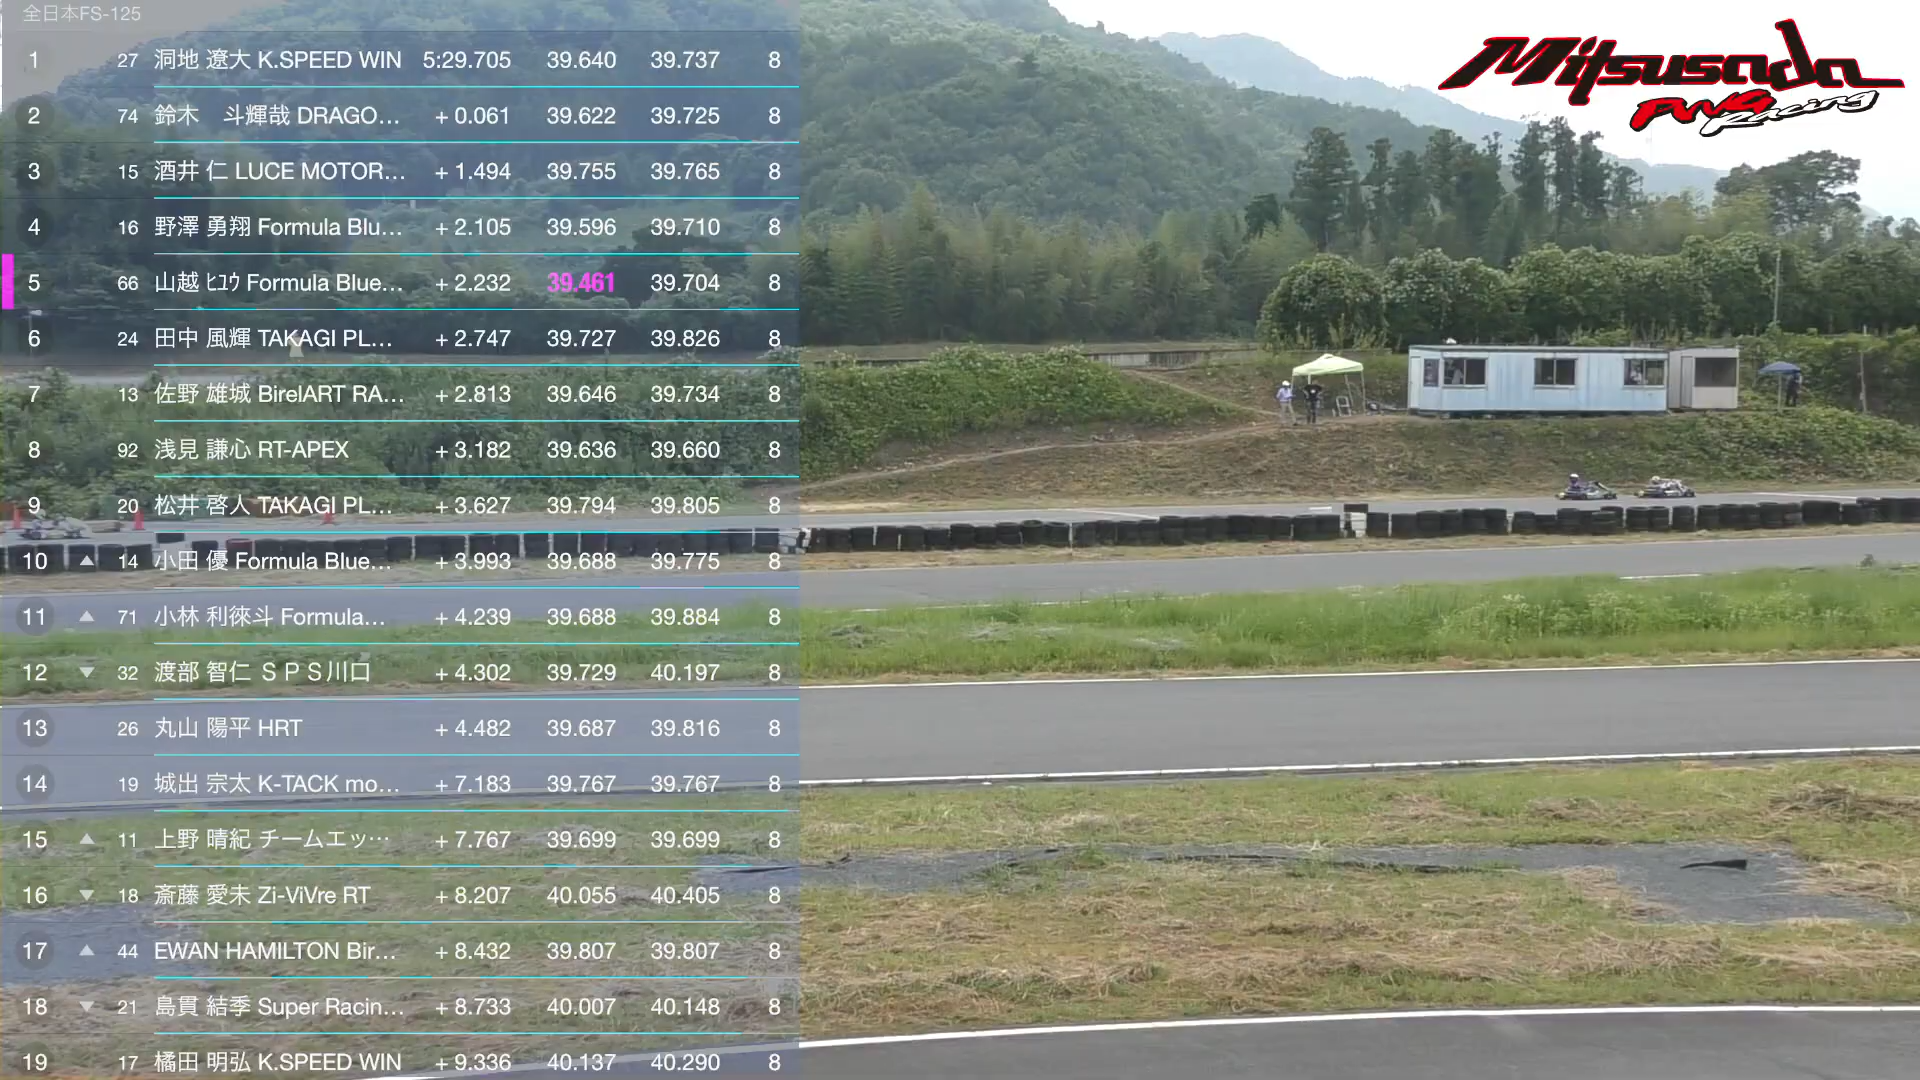 全日本FS-125
1 27 洞地 遼大 K.SPEED WIN 5:29.705 39.640 39.737 8
2 74 鈴木　斗輝哉 DRAGO... + 0.061 39.622 39.725 8
3 15 酒井 仁 LUCE MOTOR... + 1.494 39.755 39.765 8
4 16 野澤 勇翔 Formula Blu... + 2.105 39.596 39.710 8
5 66 山越 ﾋﾕｳ Formula Blue... + 2.232 39.461 39.704 8
6 24 田中 風輝 TAKAGI PL... + 2.747 39.727 39.826 8
7 13 佐野 雄城 BirelART RA... + 2.813 39.646 39.734 8
8 92 浅見 謙心 RT-APEX + 3.182 39.636 39.660 8
9 20 松井 啓人 TAKAGI PL... + 3.627 39.794 39.805 8
10 ▲ 14 小田 優 Formula Blue... + 3.993 39.688 39.775 8
11 ▲ 71 小林 利徠斗 Formula... + 4.239 39.688 39.884 8
12 ▼ 32 渡部 智仁 ＳＰＳ川口 + 4.302 39.729 40.197 8
13 26 丸山 陽平 HRT + 4.482 39.687 39.816 8
14 19 城出 宗太 K-TACK mo... + 7.183 39.767 39.767 8
15 ▲ 11 上野 晴紀 チームエッ... + 7.767 39.699 39.699 8
16 ▼ 18 斎藤 愛未 Zi-ViVre RT + 8.207 40.055 40.405 8
17 ▲ 44 EWAN HAMILTON Bir... + 8.432 39.807 39.807 8
18 ▼ 21 島貫 結季 Super Racin... + 8.733 40.007 40.148 8
19 17 橘田 明弘 K.SPEED WIN + 9.336 40.137 40.290 8
Mitsusada
PWG Racing